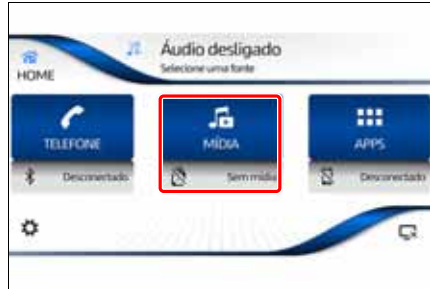 Áudio desligado
Selecione uma fonte
HOME
TELEFONE
MÍDIA
APPS
Desconectado
Sem mídia
Desconectado